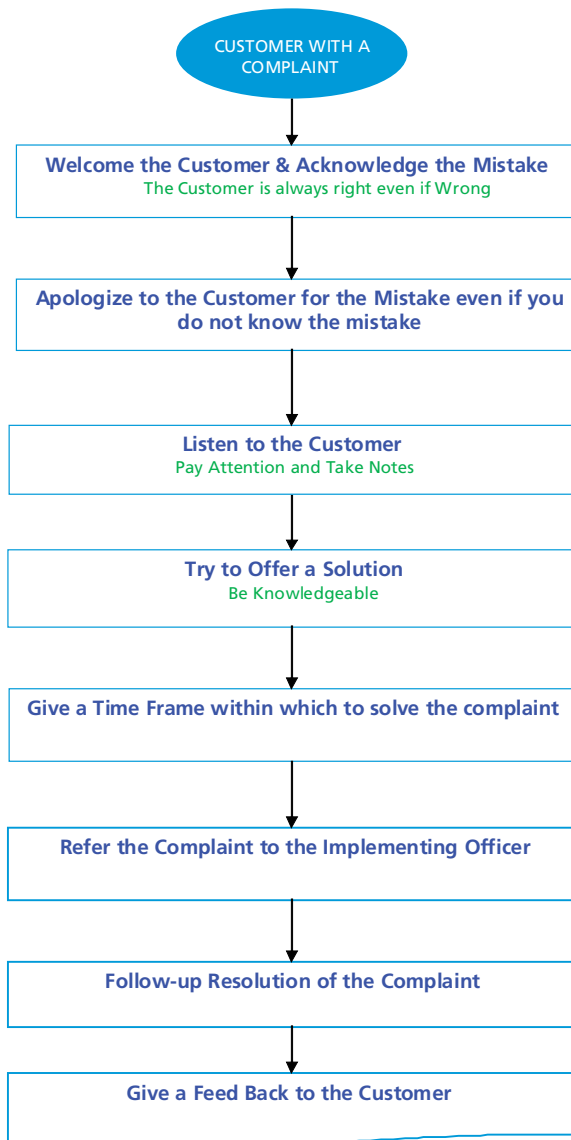 CUSTOMER WITH A
COMPLAINT
Welcome the Customer & Acknowledge the Mistake
The Customer is always right even if Wrong
Apologize to the Customer for the Mistake even if you
do not know the mistake
Listen to the Customer
Pay Attention and Take Notes
Try to Offer a Solution
Be Knowledgeable
Give a Time Frame within which to solve the complaint
Refer the Complaint to the Implementing Officer
Follow-up Resolution of the Complaint
Give a Feed Back to the Customer